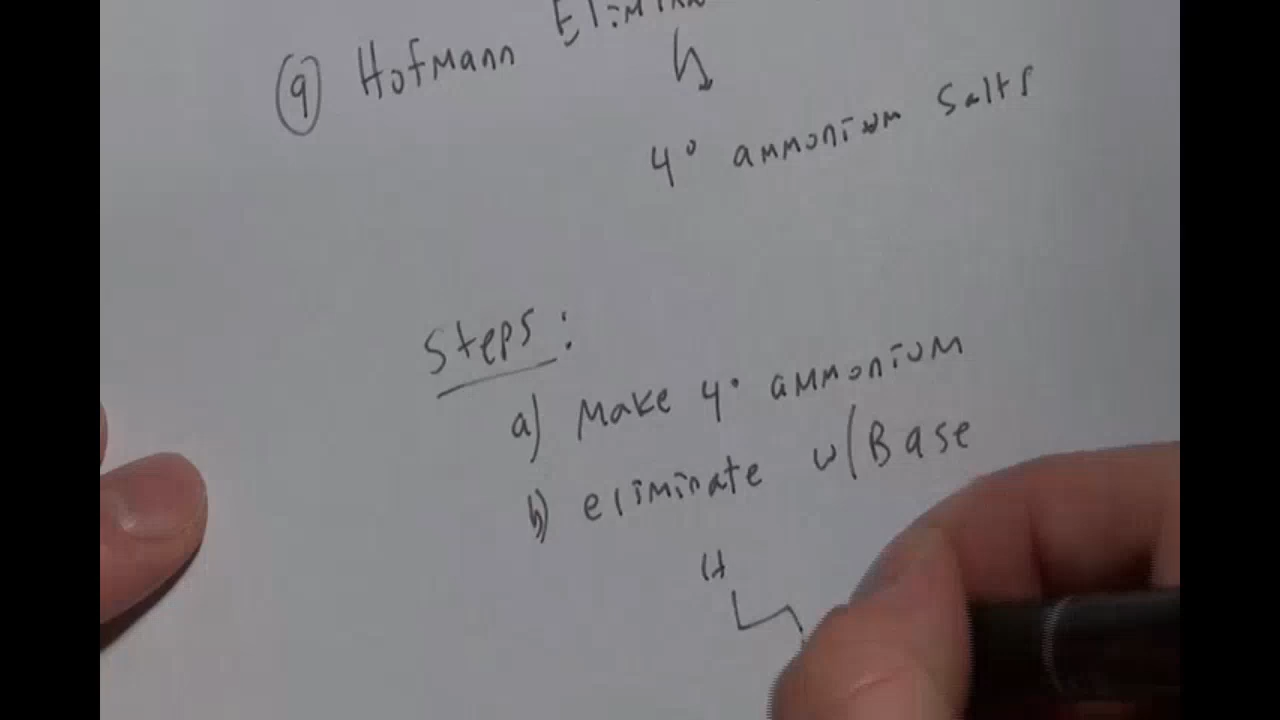 9 Hofmann
4° ammonium Salts
Steps:
a) Make 4° ammonium
b) eliminate w/Base
H